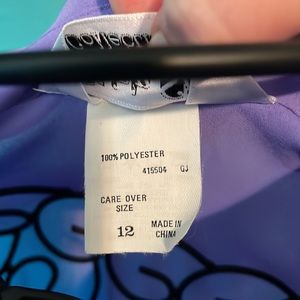 100% POLYESTER
415504 GJ
CARE OVER
SIZE
12
MADE IN
CHINA